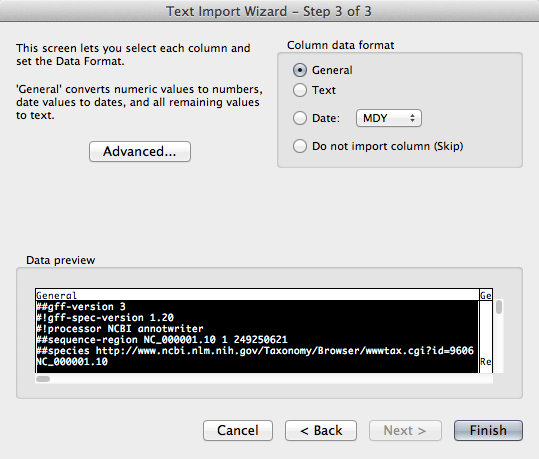 Text Import Wizard – Step 3 of 3
This screen lets you select each column and
set the Data Format.
'General' converts numeric values to numbers,
date values to dates, and all remaining values
to text.
Advanced...
Column data format
General
Text
Date: MDY
Do not import column (Skip)
Data preview
General Ge
##gff-version 3
#!gff-spec-version 1.20
#!processor NCBI annotwriter
##sequence-region NC_000001.10 1 249250621
##species http://www.ncbi.nlm.nih.gov/Taxonomy/Browser/wwwtax.cgi?id=9606
NC_000001.10 Re
Cancel < Back Next > Finish